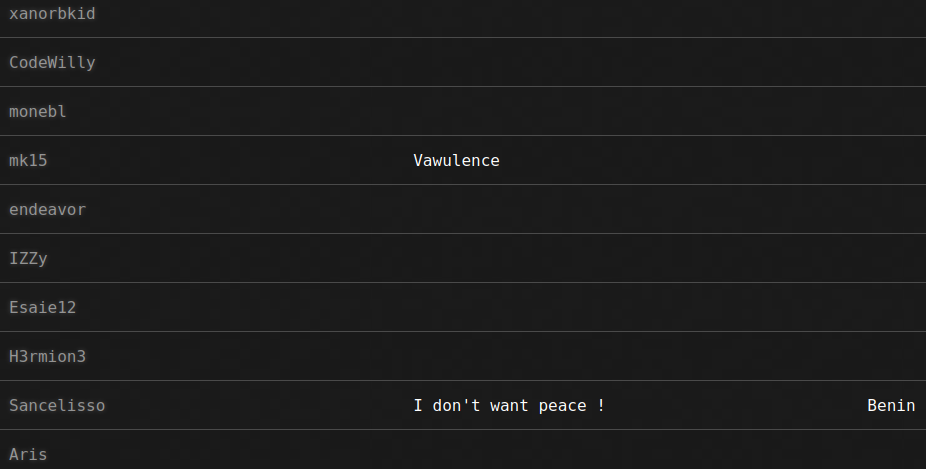 xanorbkid
CodeWilly
monebl
mk15 Vawulence
endeavor
IZZy
Esaie12
H3rmion3
Sancelisso I don't want peace ! Benin
Aris